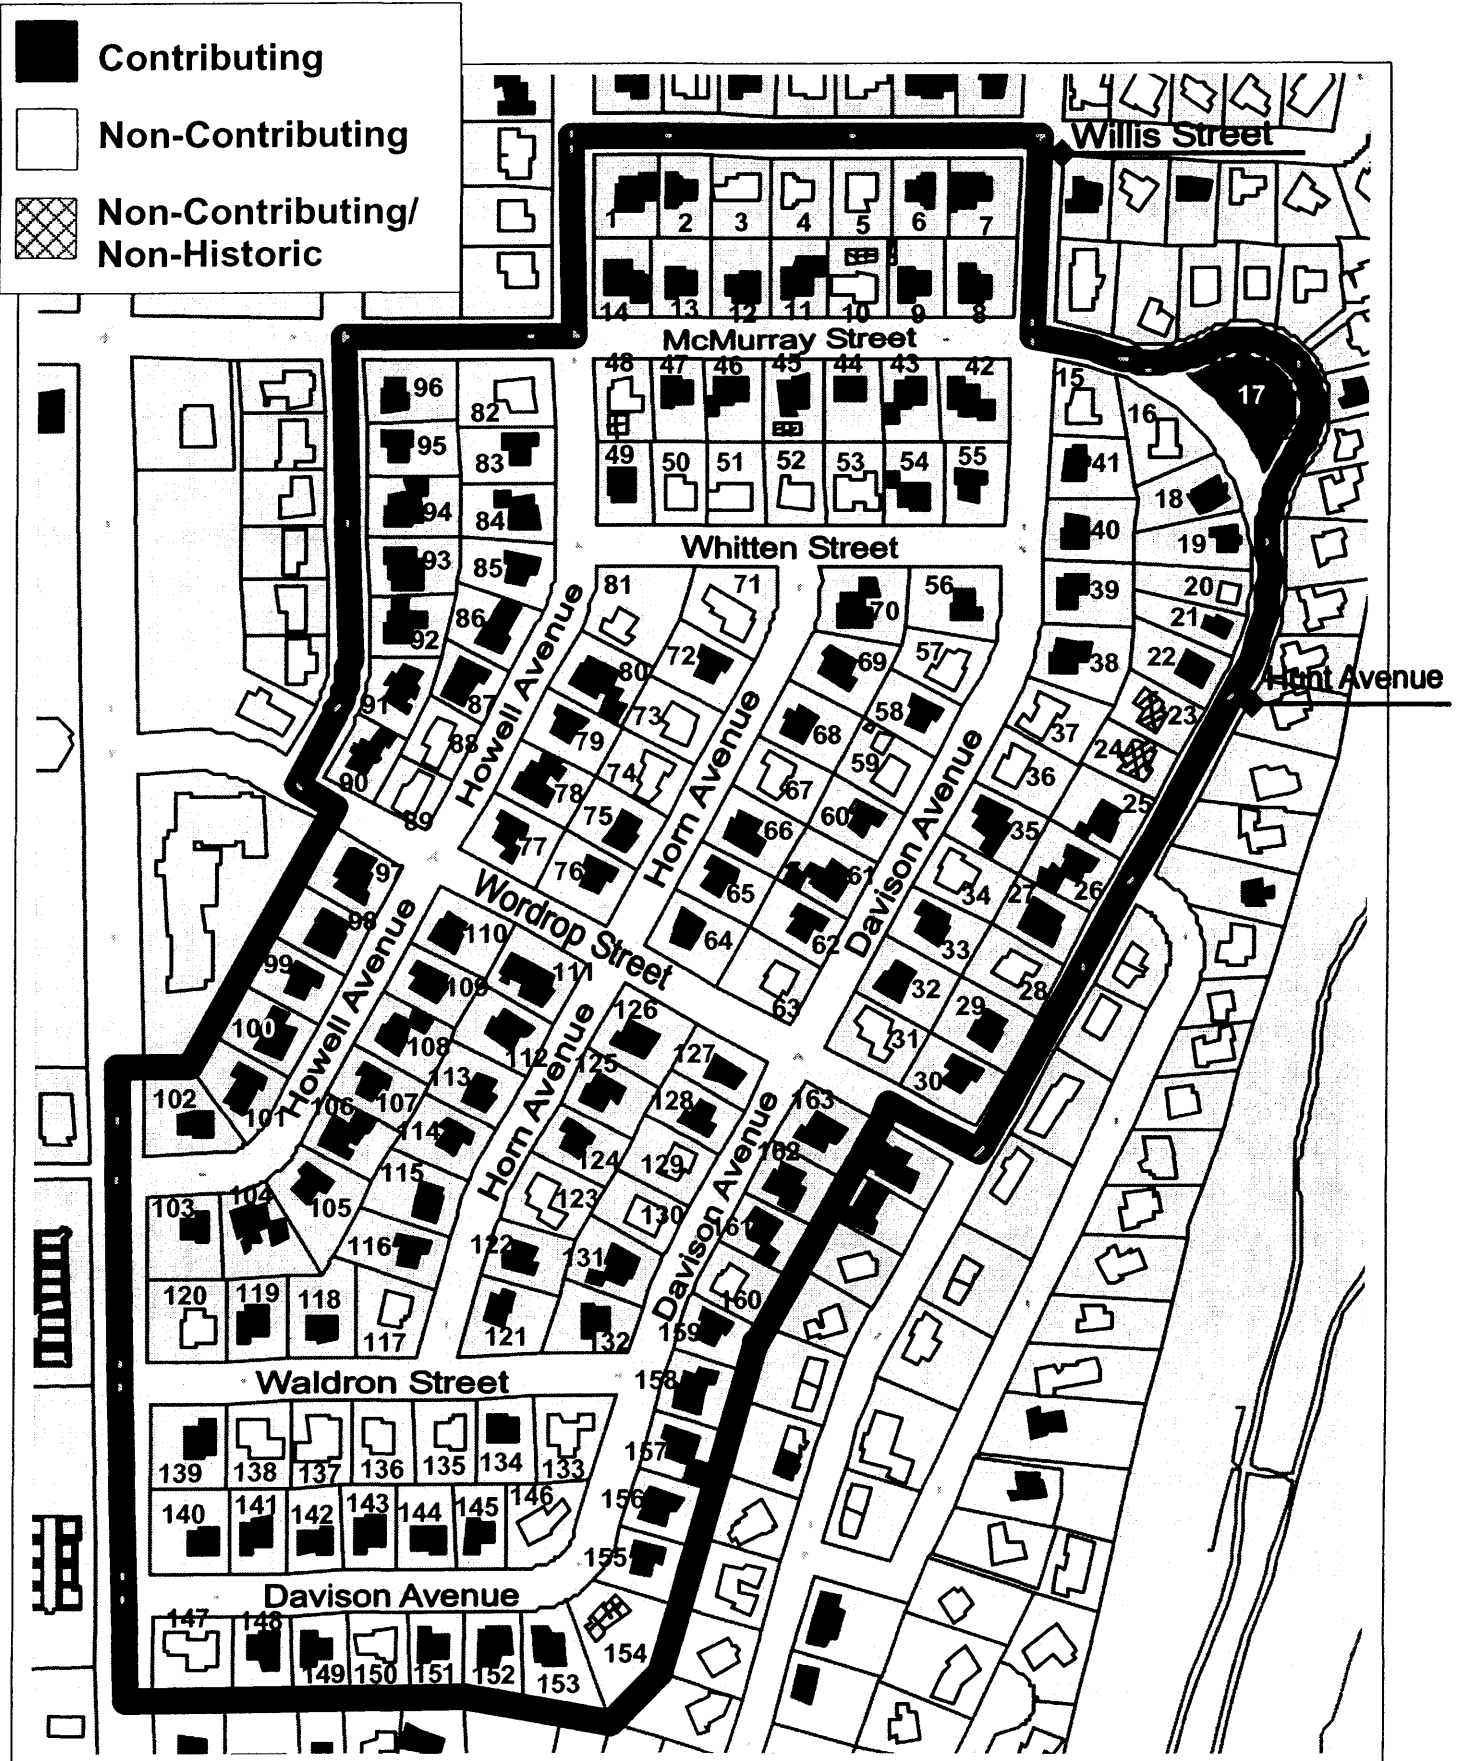 Contributing
Non-Contributing
Non-Contributing/
Non-Historic
Willis Street
1 2 3 4 5 6 7
14 13 12 11 10 9 8
McMurray Street
48 47 46 45 44 43 42
15 16 17
96 82
95 83
49 50 51 52 53 54 55
41 18
94 84
40 19
Whitten Street
93 85
81 71 70 56
39 20
21
92 86
80 72 69 57
38 22
Hunt Avenue
91 87
Howell Avenue
79 73 68 58
37 23
90 88
89
78 74 67 59
36 24
Horn Avenue
77 75 66 60
35 25
76 65 61
34 27 26
Davison Avenue
97
Wordrop Street
64 62
33
98 110
63
32 28
99 109 111
29
31
100 108 112
126 127
30
Howell Avenue
Horn Avenue
102 101
106 107 113
125 128
163
114
124 129
162
Davison Avenue
103 104 105
115 123 130
161
116 122 131
160
120 119 118 117
121 32
159
Waldron Street
158
139 138 137 136 135 134 133
157
140 141 142 143 144 145 146
156
155
Davison Avenue
147 148 149 150 151 152 153
154